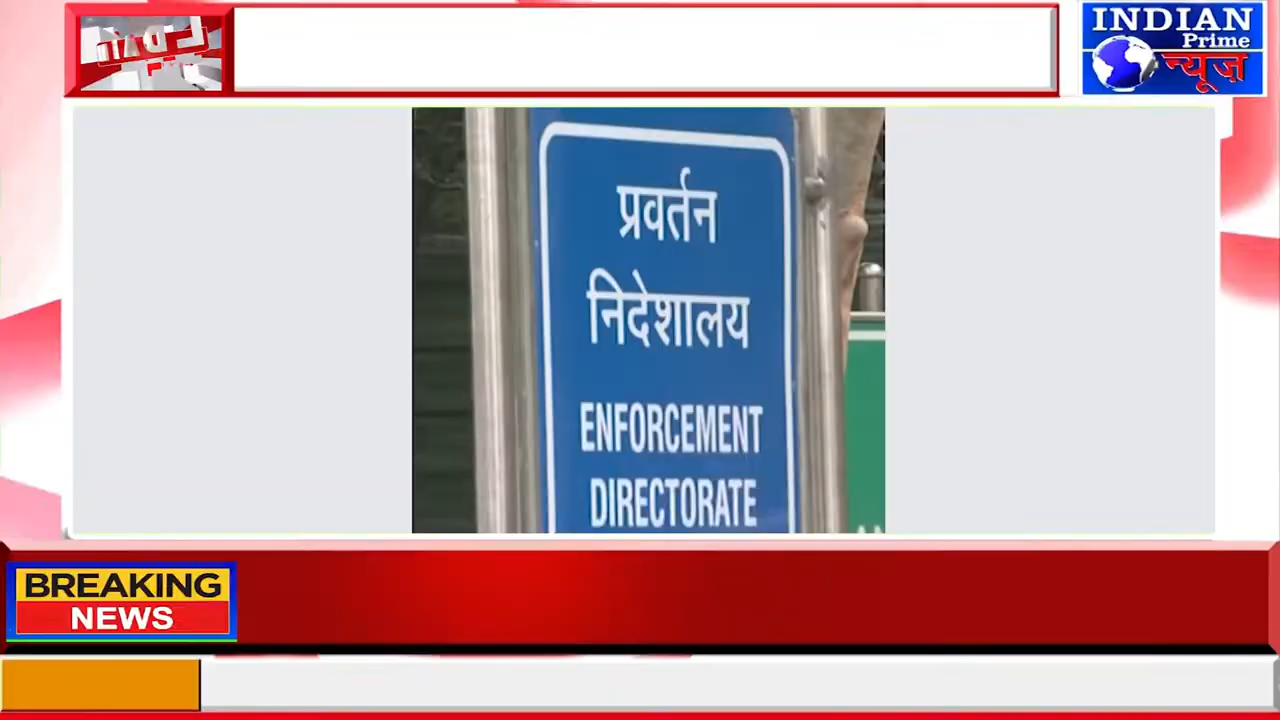 INDIAN
Prime
न्यूज़
प्रवर्तन
निदेशालय
ENFORCEMENT
DIRECTORATE
BREAKING
NEWS